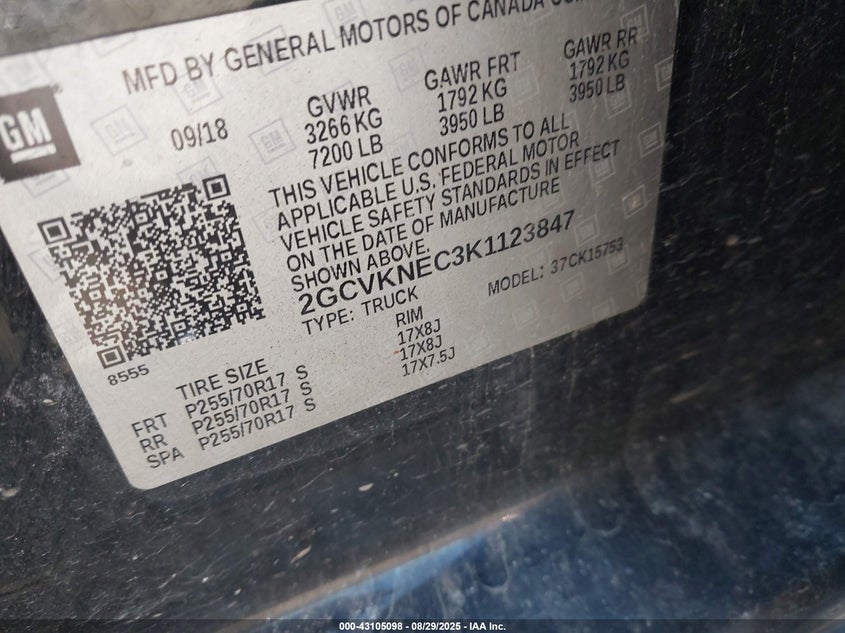 MFD BY GENERAL MOTORS OF CANADA
GM
09/18
GVWR
3266 KG
7200 LB
GAWR FRT
1792 KG
3950 LB
GAWR RR
1792 KG
3950 LB
THIS VEHICLE CONFORMS TO ALL
APPLICABLE U.S. FEDERAL MOTOR
VEHICLE SAFETY STANDARDS IN EFFECT
ON THE DATE OF MANUFACTURE
SHOWN ABOVE.
2GCVKNEC3K1123847
TYPE: TRUCK
MODEL: 37CK15753
8555
TIRE SIZE
RIM
FRT P255/70R17 S 17X8J
RR P255/70R17 S 17X8J
SPA P255/70R17 S 17X7.5J
000-43105098 - 08/29/2025 - IAA Inc.